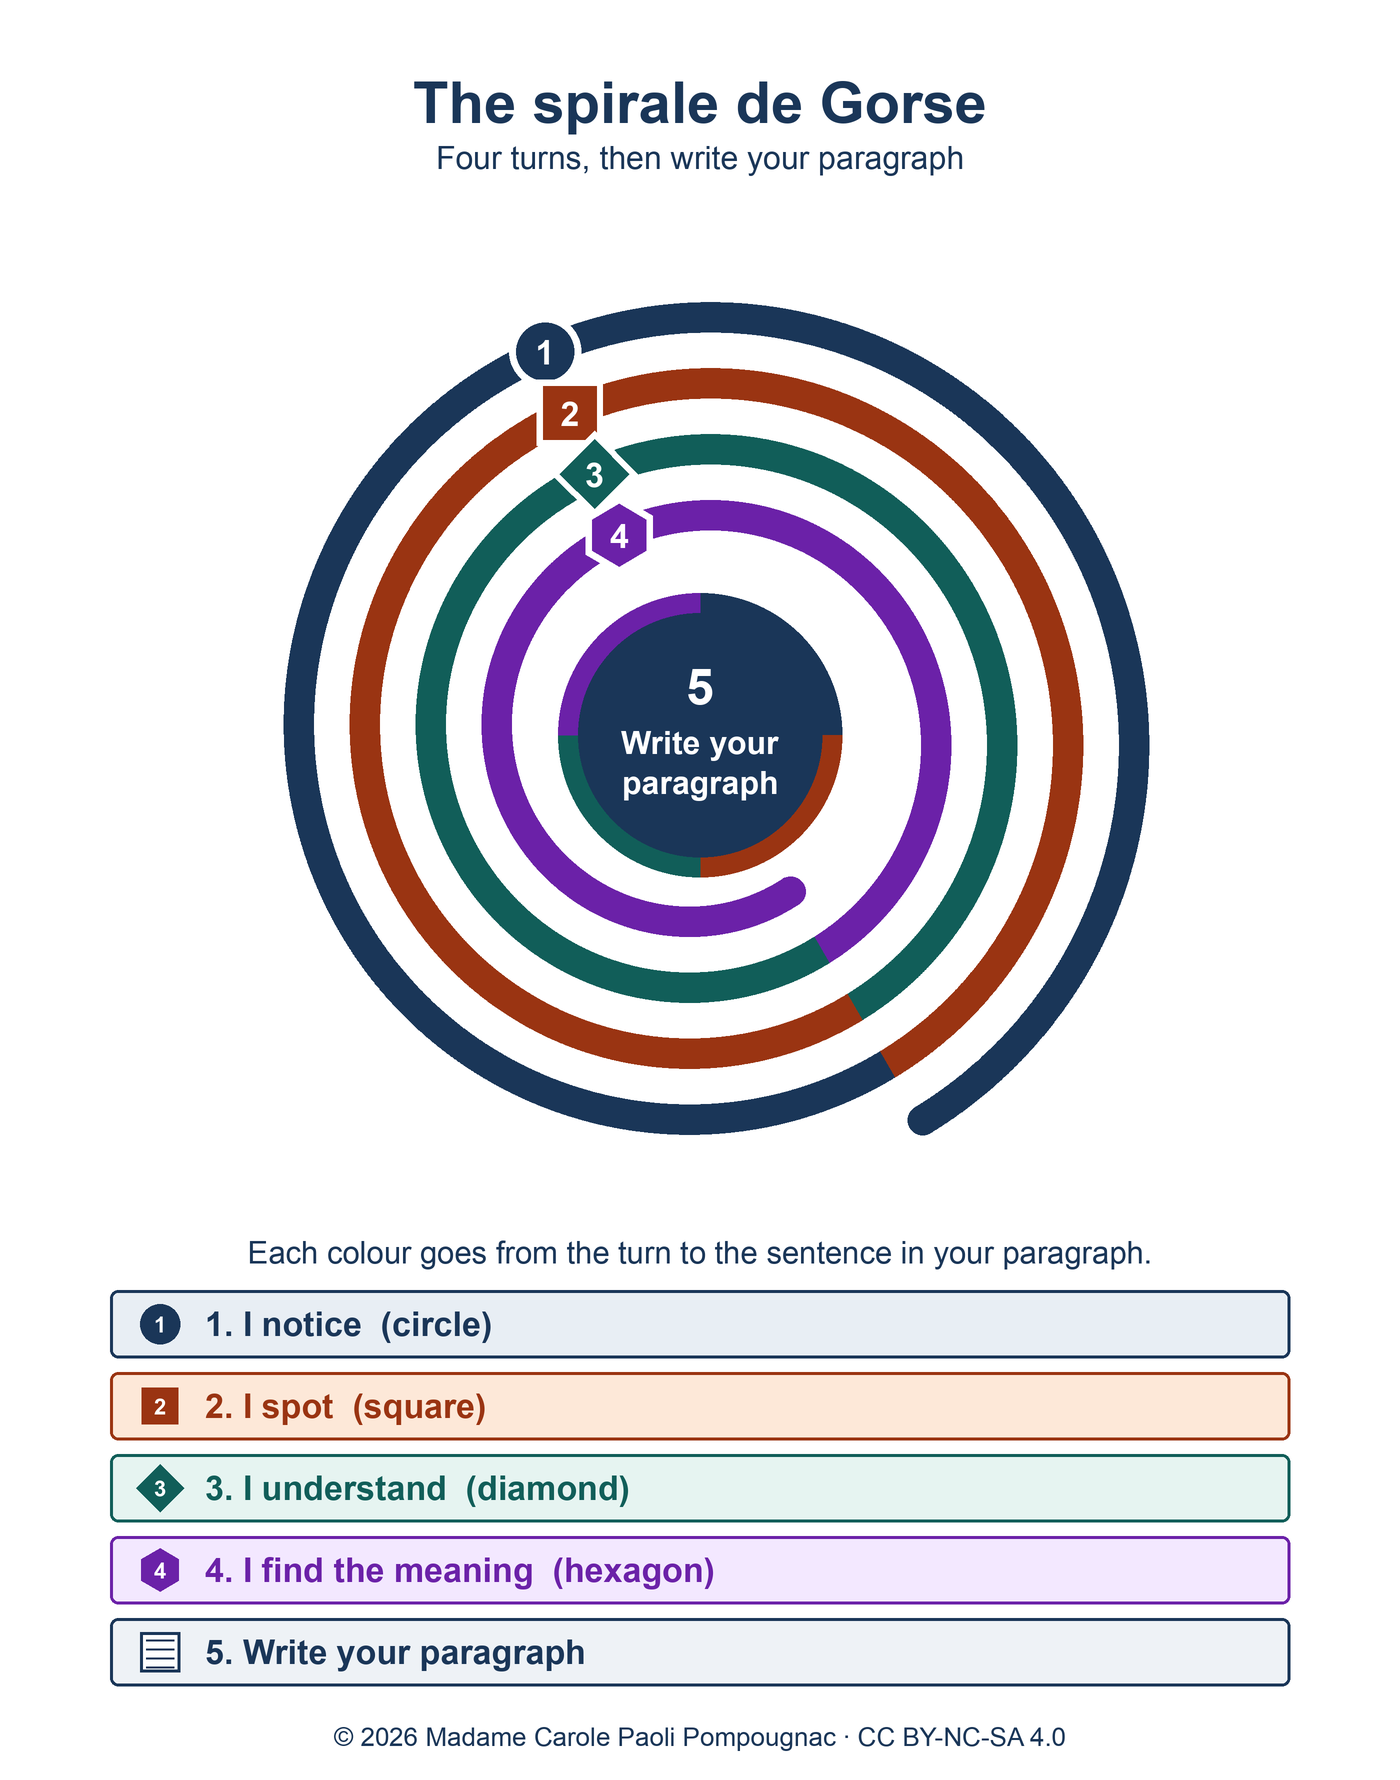 The spirale de Gorse
Four turns, then write your paragraph
1
2
3
4
5
Write your
paragraph
Each colour goes from the turn to the sentence in your paragraph.
1 1. I notice (circle)
2 2. I spot (square)
3 3. I understand (diamond)
4 4. I find the meaning (hexagon)
5. Write your paragraph
© 2026 Madame Carole Paoli Pompougnac · CC BY-NC-SA 4.0